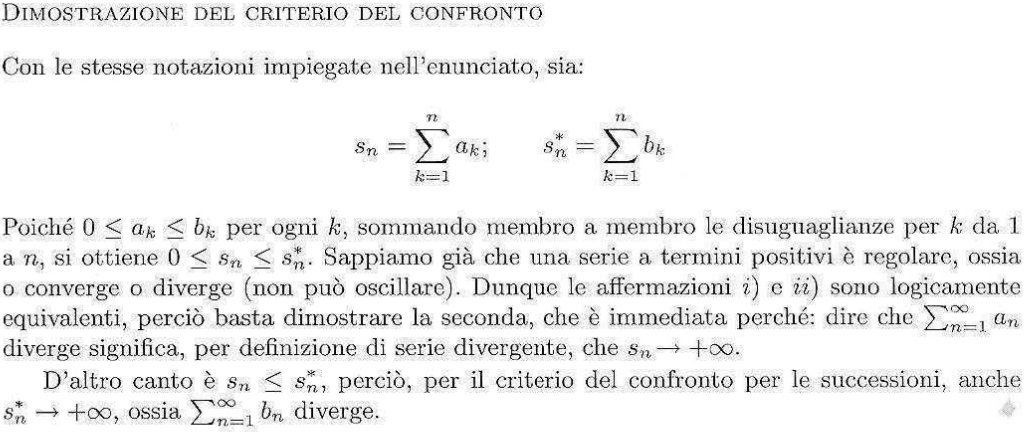 DIMOSTRAZIONE DEL CRITERIO DEL CONFRONTO
Con le stesse notazioni impiegate nell'enunciato, sia:
$s_n = \sum_{k=1}^{n} a_k; \qquad s_n^* = \sum_{k=1}^{n} b_k$
Poiché $0 \leq a_k \leq b_k$ per ogni $k$, sommando membro a membro le disuguaglianze per $k$ da 1
a $n$, si ottiene $0 \leq s_n \leq s_n^*$. Sappiamo già che una serie a termini positivi è regolare, ossia
o converge o diverge (non può oscillare). Dunque le affermazioni $i)$ e $ii)$ sono logicamente
equivalenti, perciò basta dimostrare la seconda, che è immediata perché: dire che $\sum_{n=1}^{\infty} a_n$
diverge significa, per definizione di serie divergente, che $s_n \to +\infty$.
D'altro canto è $s_n \leq s_n^*$, perciò, per il criterio del confronto per le successioni, anche
$s_n^* \to +\infty$, ossia $\sum_{n=1}^{\infty} b_n$ diverge.